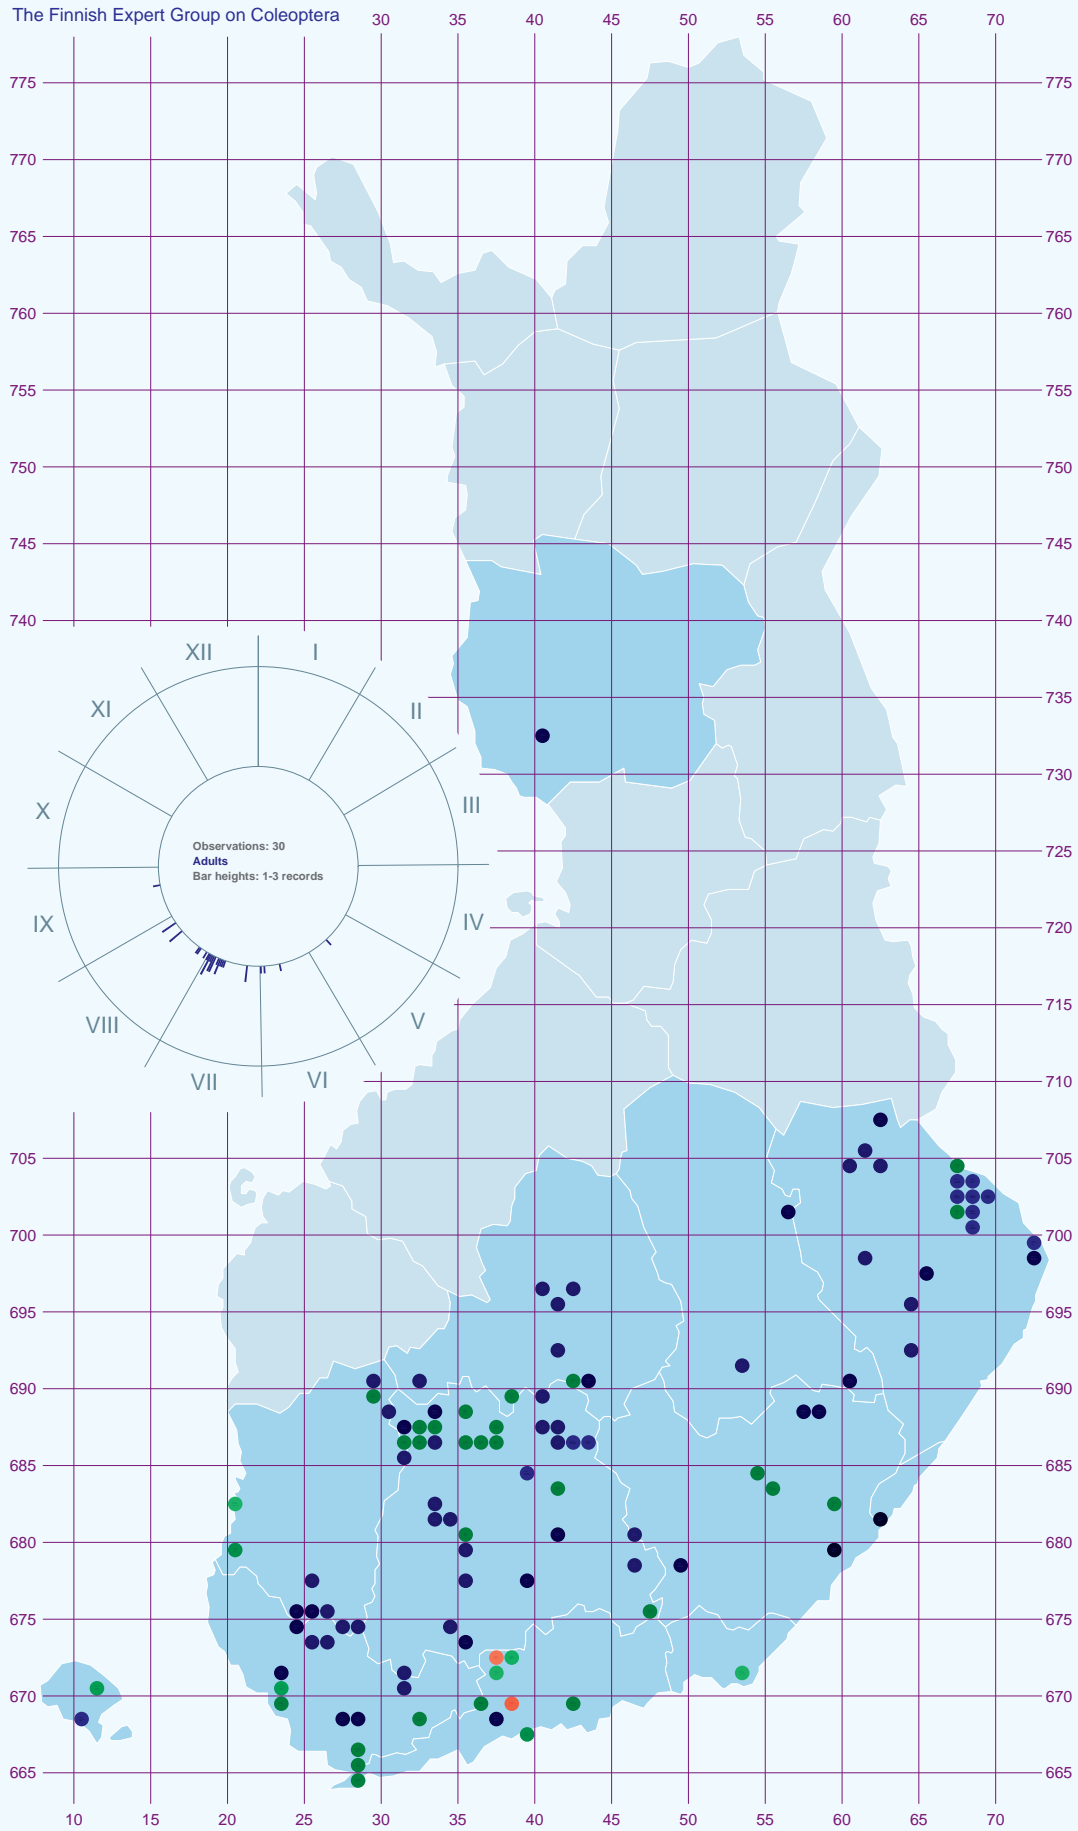 The Finnish Expert Group on Coleoptera
30 35 40 45 50 55 60 65 70
775 775
770 770
765 765
760 760
755 755
750 750
745 745
740 740
XII I
XI II
735
730
X III
Observations: 30
Adults
Bar heights: 1-3 records
725
IX IV
720
VIII V
715
VII VI
710
705 705
700 700
695 695
690 690
685 685
680 680
675 675
670 670
665 665
10 15 20 25 30 35 40 45 50 55 60 65 70